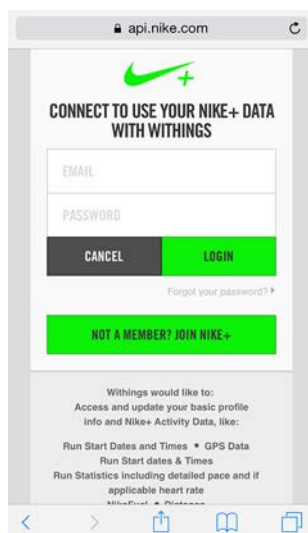 api.nike.com
CONNECT TO USE YOUR NIKE+ DATA
WITH WITHINGS
EMAIL
PASSWORD
CANCEL
LOGIN
Forgot your password?
NOT A MEMBER? JOIN NIKE+
Withings would like to:
Access and update your basic profile
info and Nike+ Activity Data, like:
Run Start Dates and Times • GPS Data
Run Start dates & Times
Run Statistics including detailed pace and if
applicable heart rate
NikeFuel • Distance